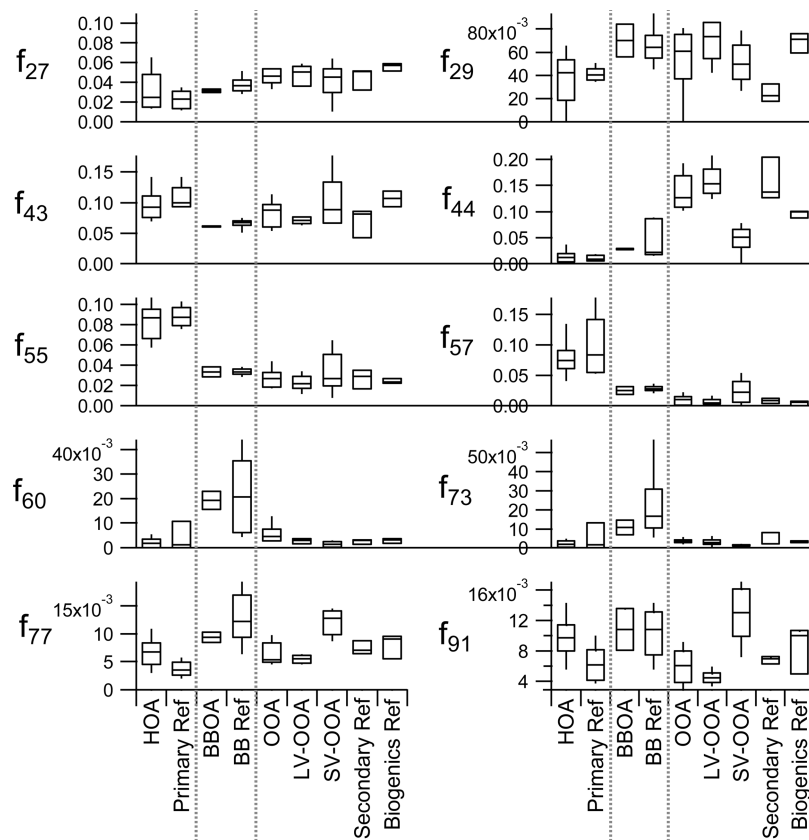 f27
0.10
0.08
0.06
0.04
0.02
0.00
f29
80x10-3
60
40
20
0
f43
0.15
0.10
0.05
0.00
f44
0.20
0.15
0.10
0.05
0.00
f55
0.10
0.08
0.06
0.04
0.02
0.00
f57
0.15
0.10
0.05
0.00
f60
40x10-3
30
20
10
0
f73
50x10-3
40
30
20
10
0
f77
15x10-3
10
5
0
f91
16x10-3
12
8
4
HOA
Primary Ref
BBOA
BB Ref
OOA
LV-OOA
SV-OOA
Secondary Ref
Biogenics Ref
HOA
Primary Ref
BBOA
BB Ref
OOA
LV-OOA
SV-OOA
Secondary Ref
Biogenics Ref